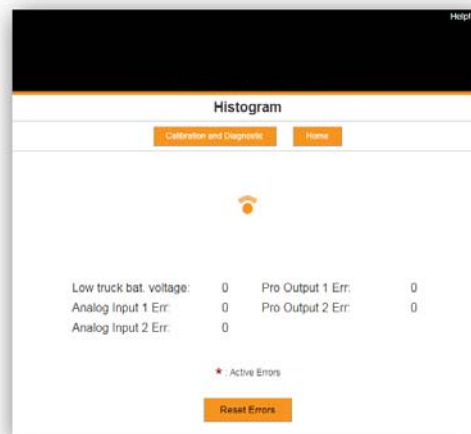 Help
Histogram
Calibration and Diagnostic Home
Low truck bat. voltage: 0 Pro Output 1 Err: 0
Analog Input 1 Err: 0 Pro Output 2 Err: 0
Analog Input 2 Err: 0
* : Active Errors
Reset Errors